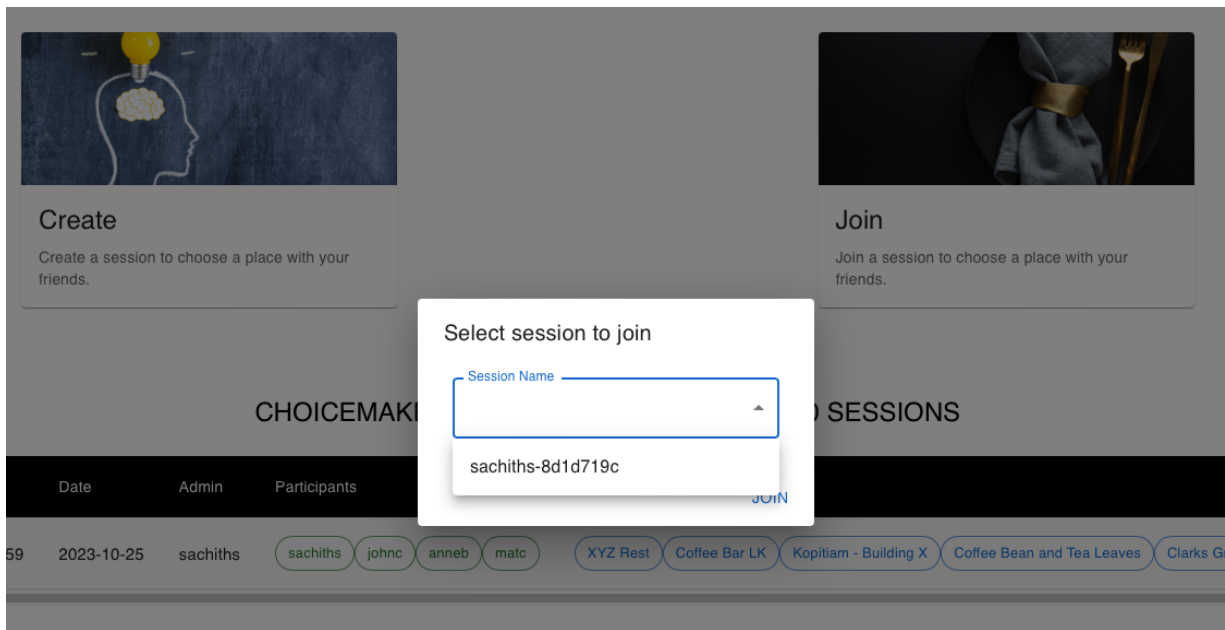 Create
Create a session to choose a place with your
friends.
Join
Join a session to choose a place with your
friends.
Select session to join
Session Name
sachiths-8d1d719c
JOIN
CHOICEMAK
SESSIONS
Date Admin Participants
59 2023-10-25 sachiths sachiths johnc anneb matc XYZ Rest Coffee Bar LK Kopitiam - Building X Coffee Bean and Tea Leaves Clarks G